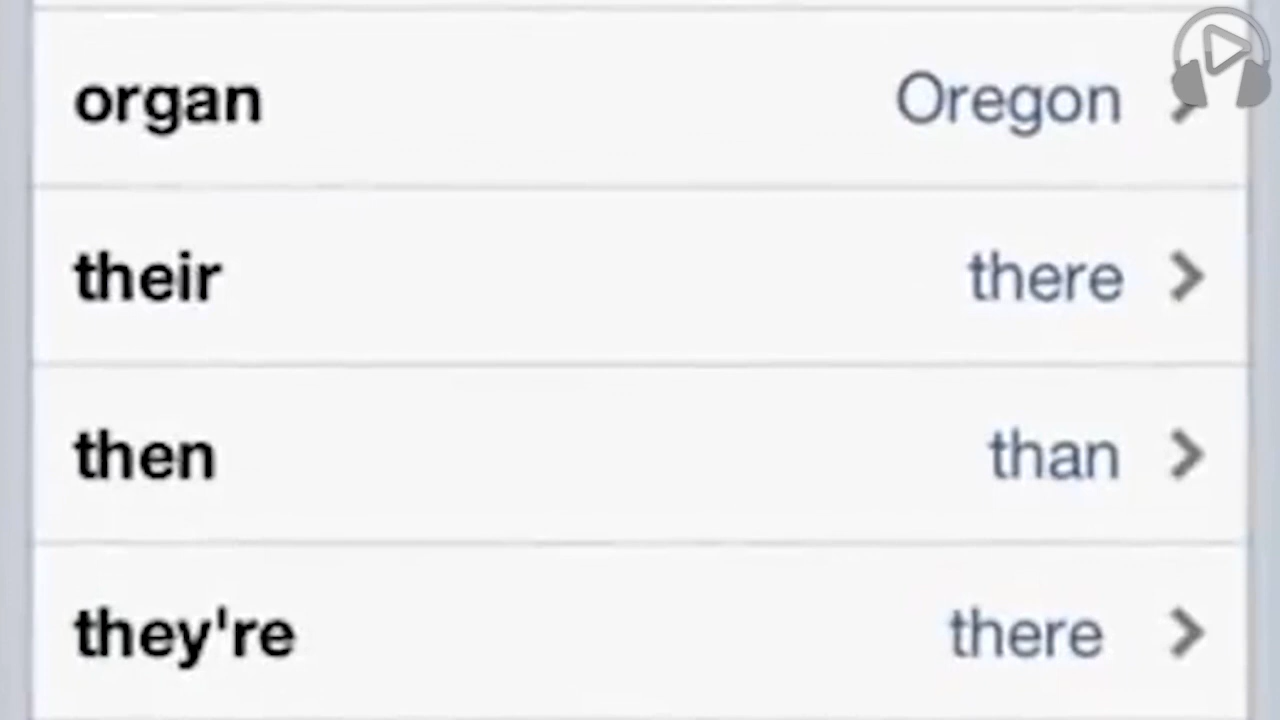 organ Oregon
their there
then than
they're there